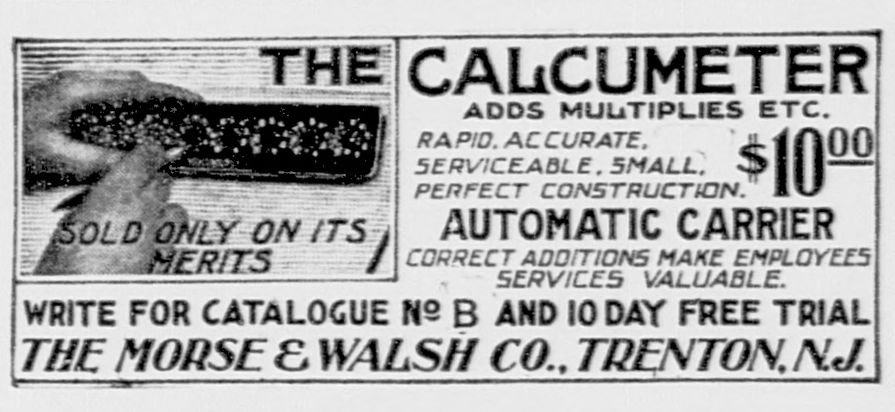 THE CALCUMETER
ADDS MULTIPLIES ETC.
RAPID, ACCURATE,
SERVICEABLE, SMALL,
PERFECT CONSTRUCTION.
$10.00
AUTOMATIC CARRIER
CORRECT ADDITIONS MAKE EMPLOYEES
SERVICES VALUABLE.
SOLD ONLY ON ITS
MERITS
WRITE FOR CATALOGUE Nº B AND 10 DAY FREE TRIAL
THE MORSE & WALSH CO., TRENTON, N.J.